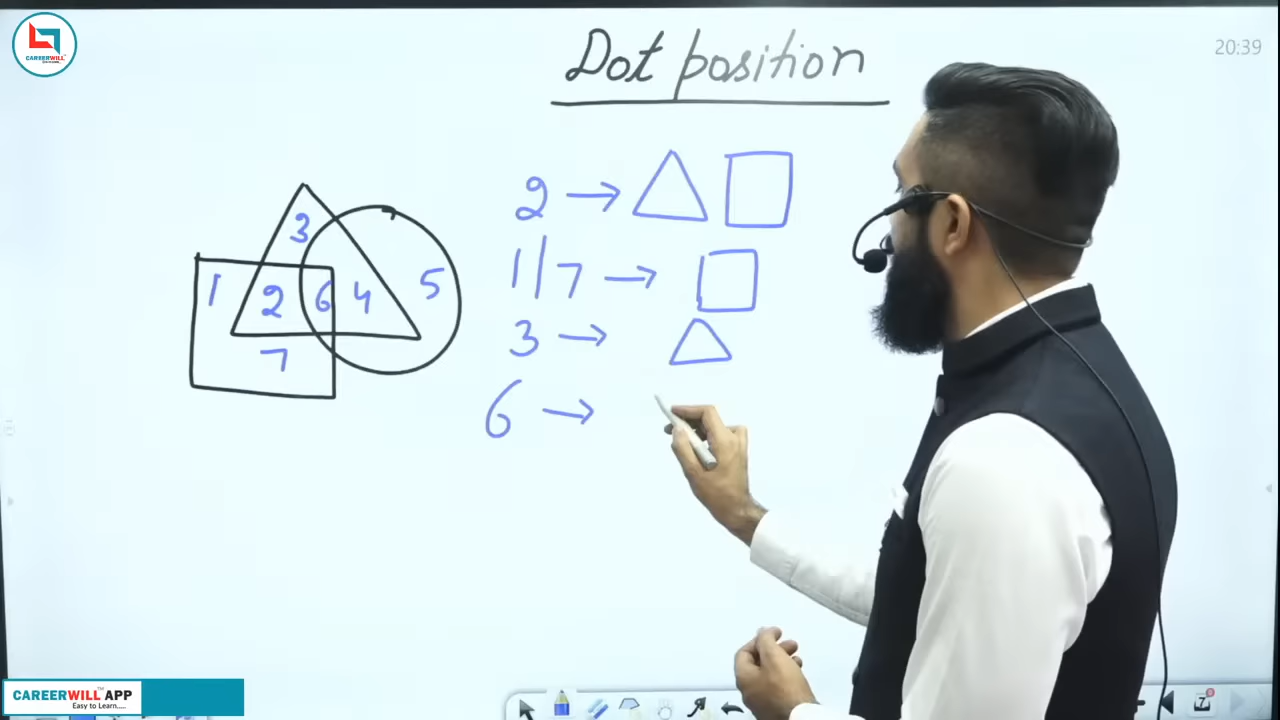 CAREERWILL
Dot position
20:39
2 →
1/7 →
3 →
6 →
3
1 2 6 4 5
7
CAREERWILL APP
Easy to Learn.....